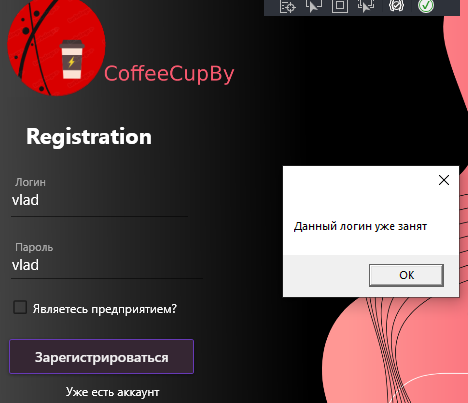 CoffeeCupBy
Registration
Логин
vlad
Пароль
vlad
Являетесь предприятием?
Зарегистрироваться
Уже есть аккаунт
Данный логин уже занят
OK